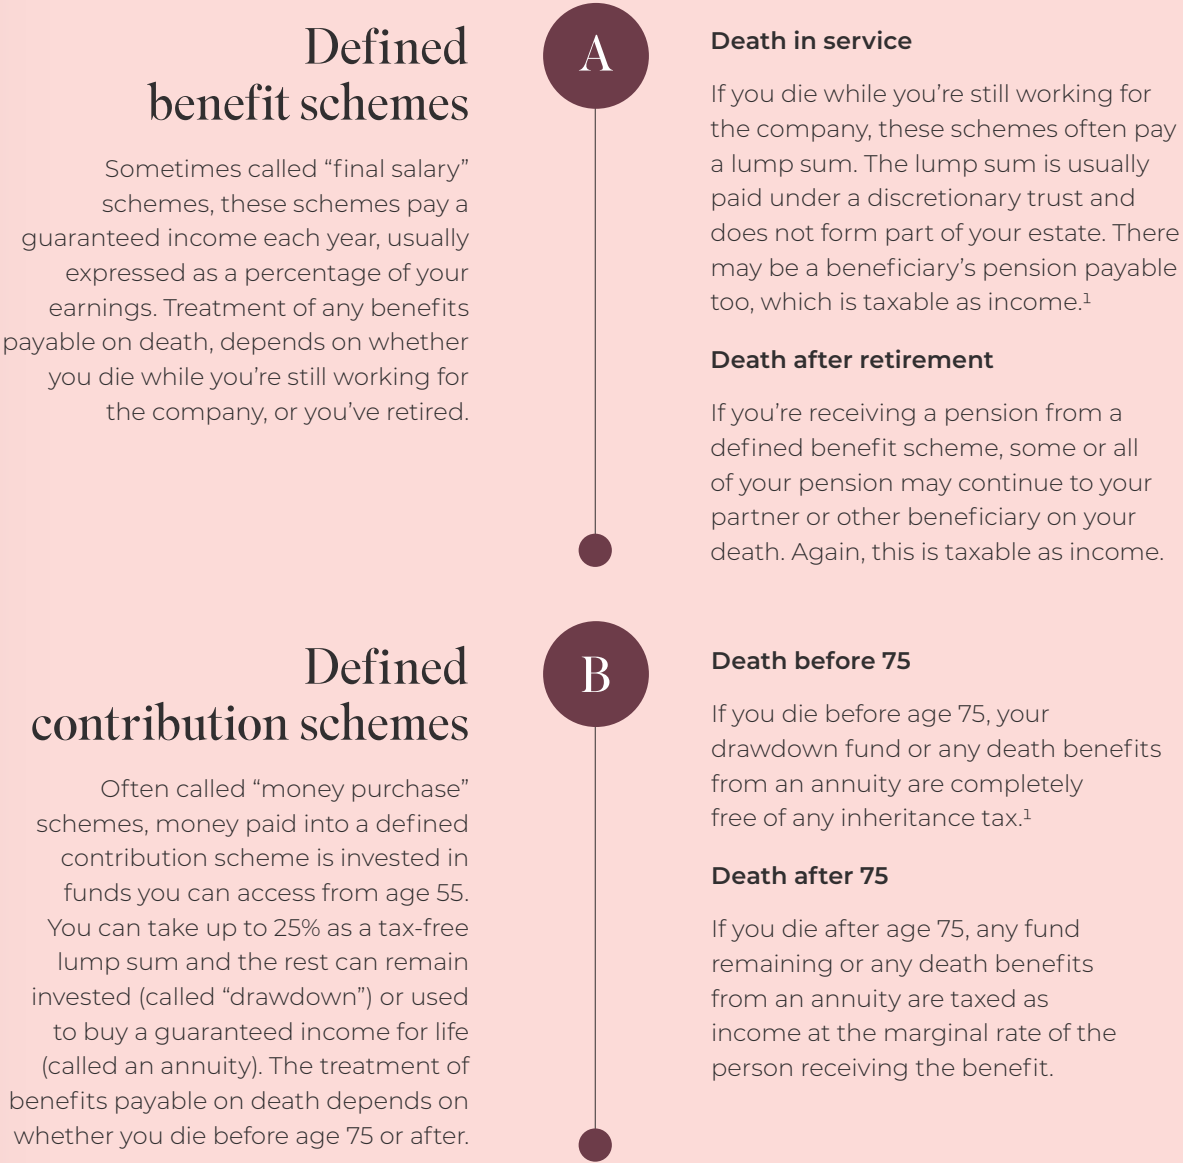 Defined
benefit schemes
Sometimes called “final salary”
schemes, these schemes pay a
guaranteed income each year, usually
expressed as a percentage of your
earnings. Treatment of any benefits
payable on death, depends on whether
you die while you’re still working for
the company, or you’ve retired.
A
Death in service
If you die while you’re still working for
the company, these schemes often pay
a lump sum. The lump sum is usually
paid under a discretionary trust and
does not form part of your estate. There
may be a beneficiary’s pension payable
too, which is taxable as income.¹
Death after retirement
If you’re receiving a pension from a
defined benefit scheme, some or all
of your pension may continue to your
partner or other beneficiary on your
death. Again, this is taxable as income.
Defined
contribution schemes
Often called “money purchase”
schemes, money paid into a defined
contribution scheme is invested in
funds you can access from age 55.
You can take up to 25% as a tax-free
lump sum and the rest can remain
invested (called “drawdown”) or used
to buy a guaranteed income for life
(called an annuity). The treatment of
benefits payable on death depends on
whether you die before age 75 or after.
B
Death before 75
If you die before age 75, your
drawdown fund or any death benefits
from an annuity are completely
free of any inheritance tax.¹
Death after 75
If you die after age 75, any fund
remaining or any death benefits
from an annuity are taxed as
income at the marginal rate of the
person receiving the benefit.